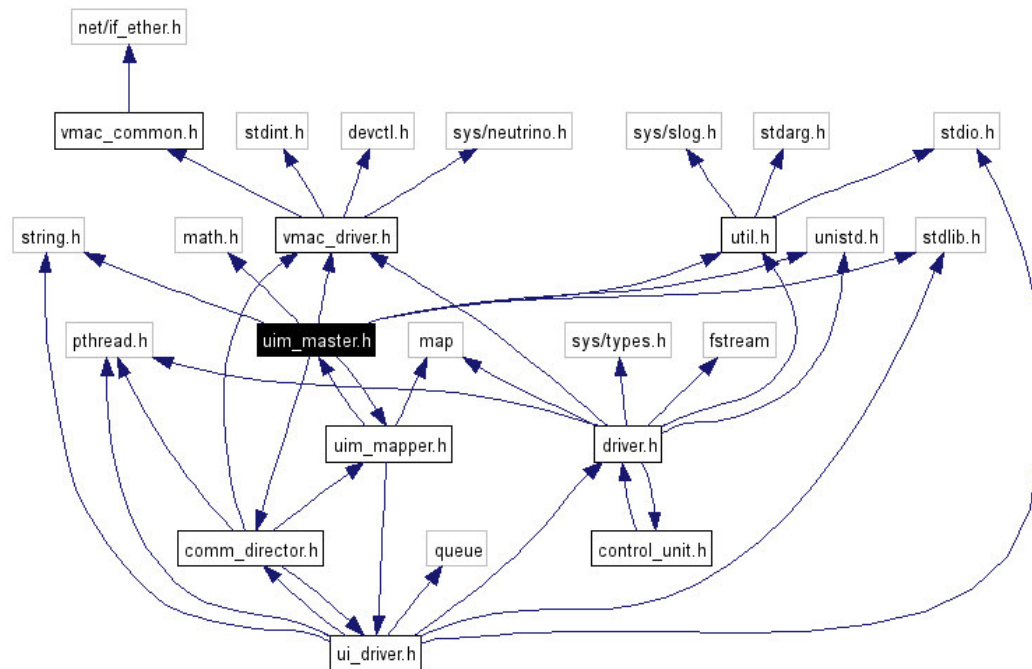 net/if_ether.h
vmac_common.h
stdint.h
devctl.h
sys/neutrino.h
sys/slog.h
stdarg.h
stdio.h
string.h
math.h
vmac_driver.h
util.h
unistd.h
stdlib.h
pthread.h
uim_master.h
map
sys/types.h
fstream
uim_mapper.h
driver.h
comm_director.h
queue
control_unit.h
ui_driver.h